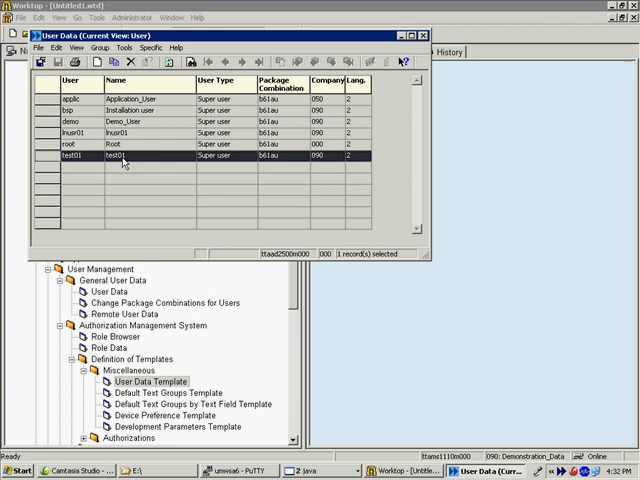 Worktop - [Untitled1.wtd]
File Edit View Insert Administrator Application Window Help
User Data (Current View: User)
File Edit View Group Tools Specific Help
History
User Name User Type Package Combination Company Lang.
applic Application_User Super user b61au 050 2
bsp Installation user Super user b61au 090 2
demo Demo_User Super user b61au 090 2
lnusr01 lnusr01 Super user b61au 090 2
root Root Super user b61au 000 2
test01 test01 Super user b61au 090 2
ttaad2500m000 000 1 record(s) selected
User Management
General User Data
User Data
Change Package Combinations for Users
Remote User Data
Authorization Management System
Role Browser
Role Data
Definition of Templates
Miscellaneous
User Data Template
Default Text Groups Template
Default Text Groups by Text Field Template
Device Preference Template
Development Parameters Template
Authorizations
Ready ttams1110m000 090: Demonstration_Data Online
Start Camtasia Studio - ... E:\ umwsa6 - PuTTY 2 java Worktop - [Untitle... User Data (Curr... 4:32 PM